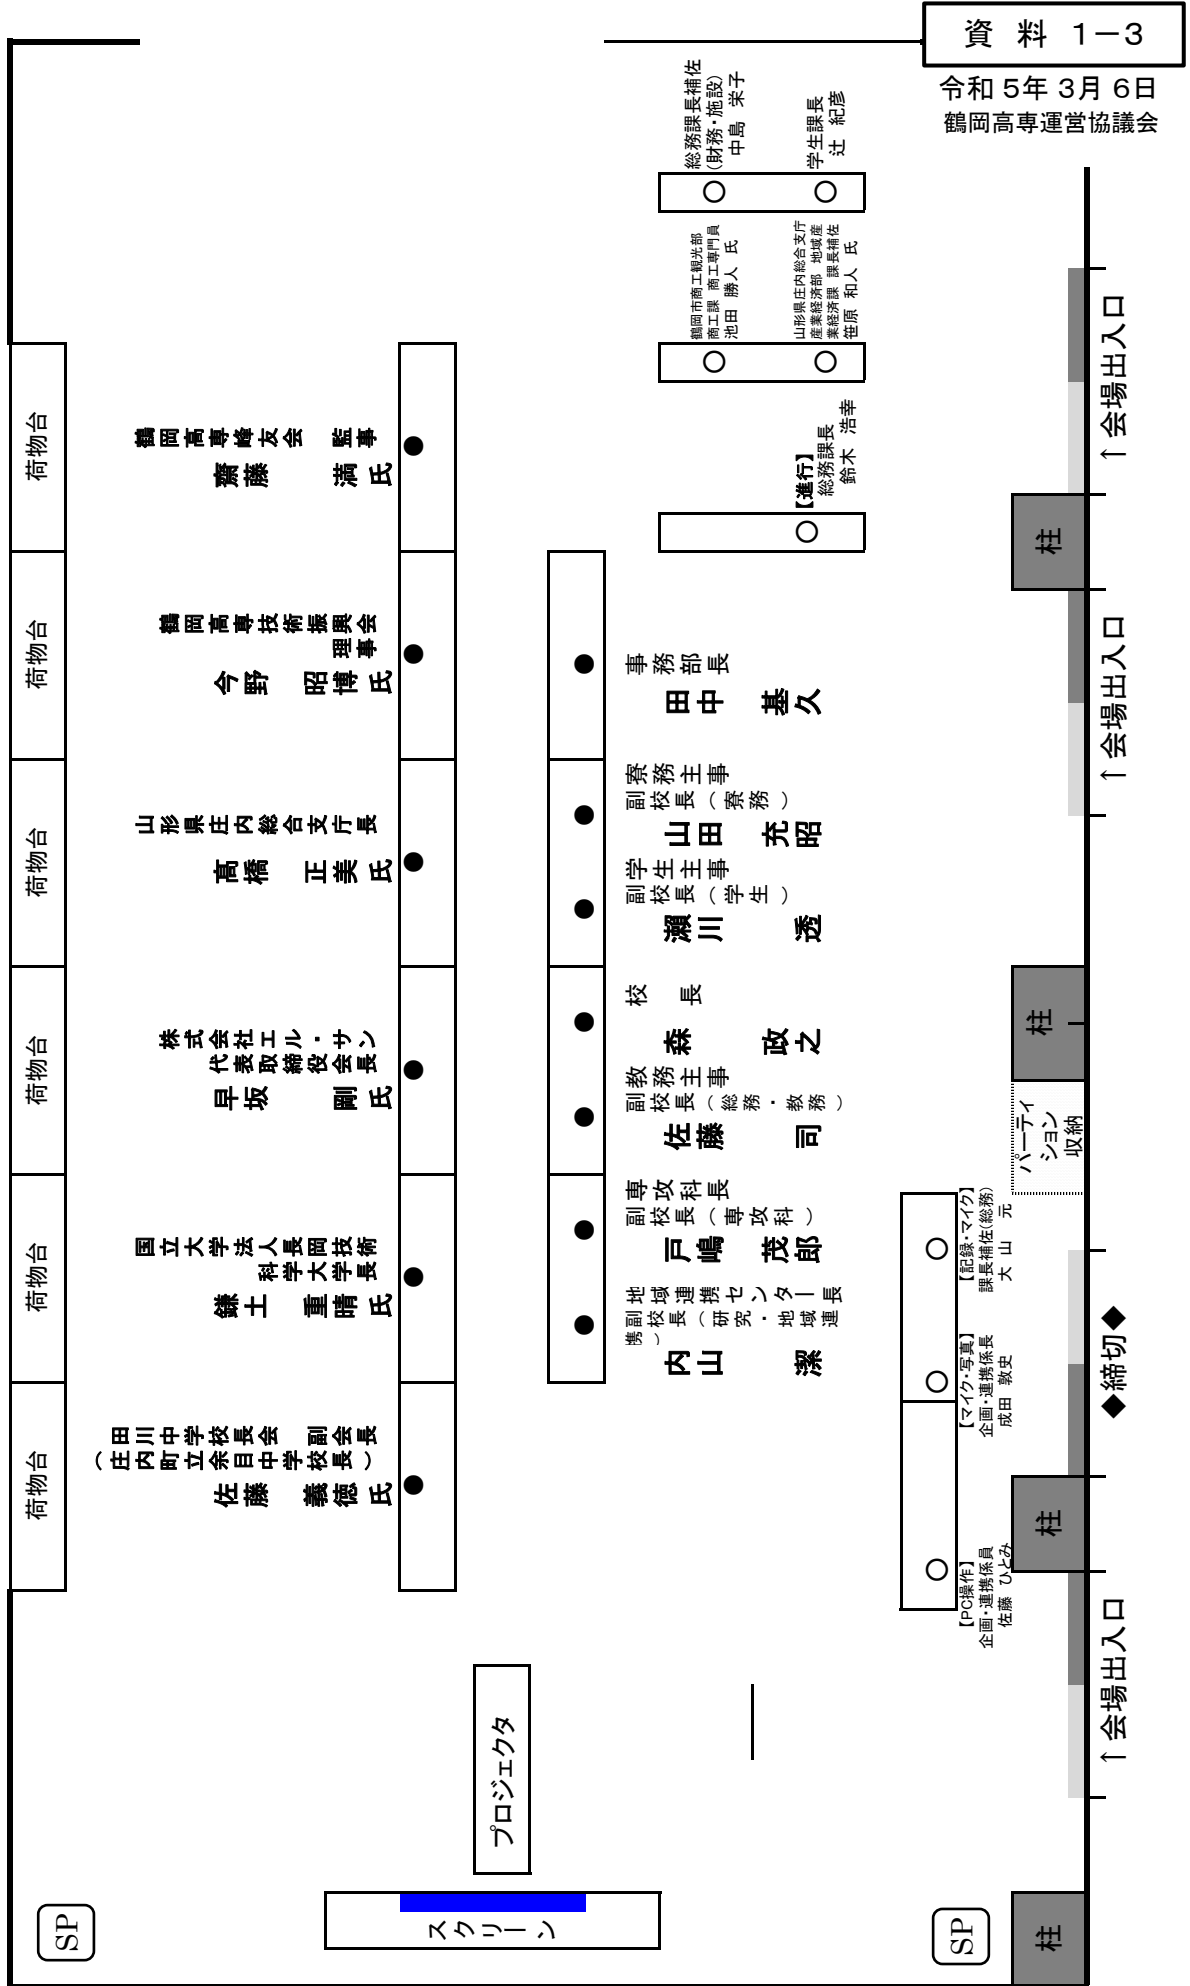 資 料 1－3
令和 5年 3月 6日
鶴岡高専運営協議会
総務課長補佐
(財務・施設)
中島 栄子
学生課長
辻 紀彦
鶴岡市商工観光部
商工課 商工専門員
池田 勝人 氏
山形県庄内総合支庁
産業経済部 地域産
業経済課 課長補佐
笹原 和人 氏
【進行】
総務課長
鈴木 浩幸
荷物台
荷物台
荷物台
荷物台
荷物台
荷物台
鶴岡高専峰友会 監事
齋藤 満氏
鶴岡高専技術振興会
理事
今野 昭博氏
山形県庄内総合支庁長
髙橋 正美氏
株式会社エル・サン
代表取締役会長
早坂 剛氏
国立大学法人長岡技術
科学大学長
鎌土 重晴氏
田川中学校長会 副会長
(庄内町立余目中学校長)
佐藤 義徳氏
事務部長
田中 基久
寮務主事
副校長(寮務)
山田 充昭
学生主事
副校長(学生)
瀬川 透
校 長
森 政之
教務主事
副校長(総務・教務)
佐藤 司
専攻科長
副校長(専攻科)
戸嶋 茂郎
地域連携センター長
副校長(研究・地域連
携)
内山 潔
【記録・マイク】
課長補佐(総務)
大山 元
【マイク・写真】
企画・連携係長
成田 敦史
【PC操作】
企画・連携係員
佐藤 ひとみ
↑会場出入口
柱
↑会場出入口
柱
パーティ
ション
収納
◆締切◆
柱
↑会場出入口
柱
プロジェクタ
スクリーン
SP
SP